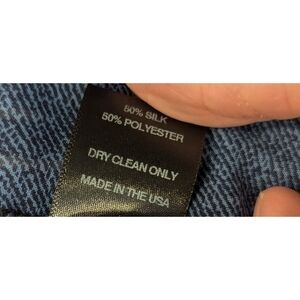 50% SILK
50% POLYESTER
DRY CLEAN ONLY
MADE IN THE USA